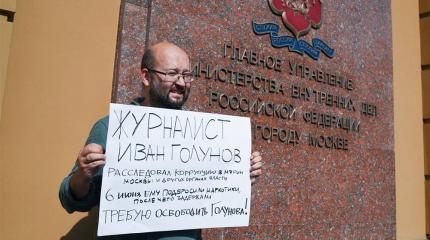 ГЛАВНОЕ УПРАВЛЕНИЕ
МИНИСТЕРСТВА ВНУТРЕННИХ ДЕЛ
РОССИЙСКОЙ ФЕДЕРАЦИИ
ГОРОДУ МОСКВЕ
ЖУРНАЛИСТ
ИВАН ГОЛУНОВ
РАССЛЕДОВАЛ КОРРУПЦИЮ В МЭРИИ
МОСКВЫ И ДРУГИХ ОРГАНАХ ВЛАСТИ
6 ИЮНЯ ЕМУ ПОДБРОСИЛИ НАРКОТИКИ,
ПОСЛЕ ЧЕГО ЗАДЕРЖАЛИ
ТРЕБУЮ ОСВОБОДИТЬ ГОЛУНОВА!